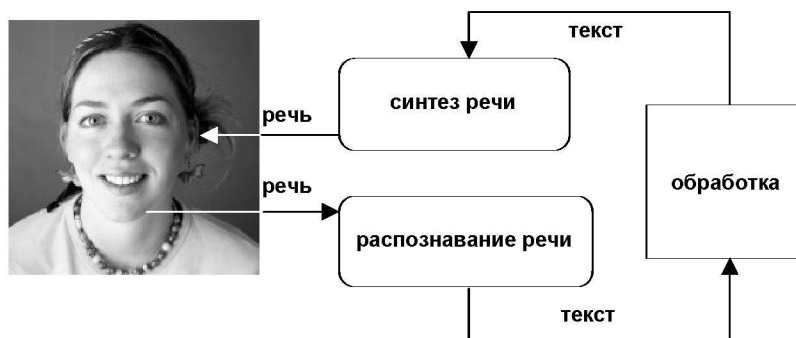 текст
синтез речи
речь
обработка
речь
распознавание речи
текст